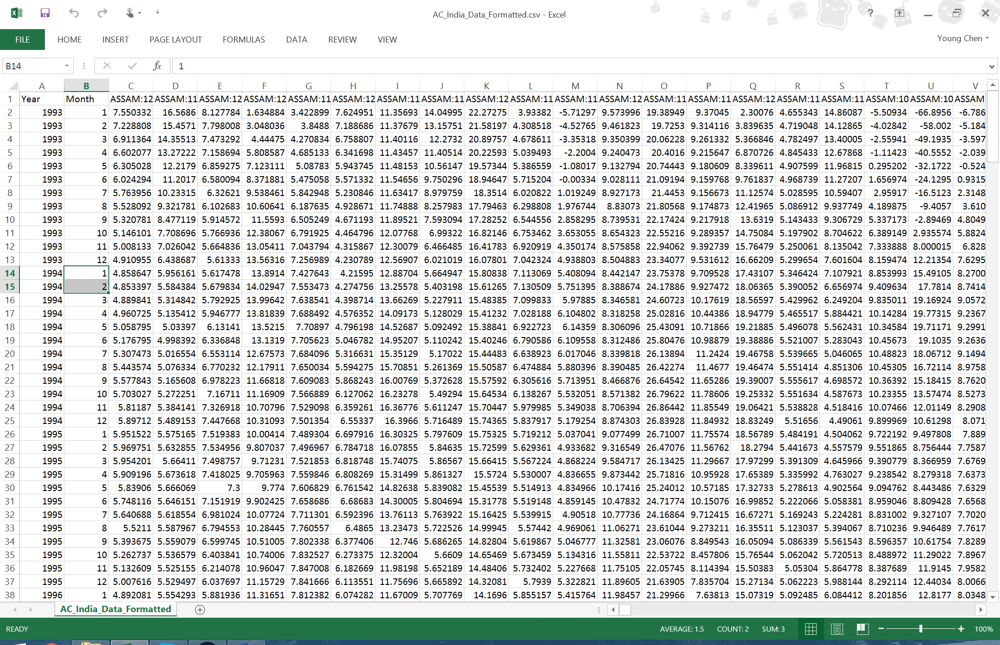 AC_India_Data_Formatted.csv - Excel
?
FILE HOME INSERT PAGE LAYOUT FORMULAS DATA REVIEW VIEW Young Chen
B14 fx 1
A B C D E F G H I J K L M N O P Q R S T U V
1 Year Month ASSAM:12 ASSAM:11 ASSAM:12 ASSAM:12 ASSAM:11 ASSAM:12 ASSAM:11 ASSAM:11 ASSAM:12 ASSAM:11 ASSAM:11 ASSAM:12 ASSAM:11 ASSAM:11 ASSAM:12 ASSAM:11 ASSAM:11 ASSAM:10 ASSAM:10 ASSAM
2 1993 1 7.550332 16.5686 8.127784 1.634884 3.422899 7.624951 11.35693 14.04995 22.27275 3.93382 -5.71297 9.573996 19.38949 9.37045 2.30076 4.655343 14.86087 -5.50934 -66.8956 -6.786
3 1993 2 7.228808 15.4571 7.798008 3.048036 3.8488 7.188686 11.37679 13.15751 21.58197 4.308518 -4.52765 9.461823 19.7253 9.314116 3.839635 4.719048 14.12865 -4.02842 -58.002 -5.184
4 1993 3 6.911364 14.35513 7.473292 4.44475 4.270834 6.758807 11.40116 12.2732 20.89757 4.678611 -3.35318 9.350399 20.06228 9.261332 5.366846 4.782497 13.40005 -2.55941 -49.1935 -3.597
5 1993 4 6.602077 13.27222 7.158694 5.808587 4.685133 6.341698 11.43457 11.40514 20.22593 5.039493 -2.2004 9.240473 20.4016 9.215647 6.870726 4.845433 12.67868 -1.11423 -40.5552 -2.039
6 1993 5 6.305028 12.2179 6.859275 7.123111 5.08783 5.943745 11.48153 10.56147 19.57344 5.386559 -1.08017 9.132794 20.74443 9.180609 8.339611 4.907599 11.96815 0.295202 -32.1722 -0.524
7 1993 6 6.024294 11.2017 6.580094 8.371881 5.475058 5.571332 11.54656 9.750296 18.94647 5.715204 -0.00334 9.028111 21.09194 9.159768 9.761837 4.968739 11.27207 1.656974 -24.1295 0.9315
8 1993 7 5.763956 10.23315 6.32621 9.538461 5.842948 5.230846 11.63417 8.979759 18.3514 6.020822 1.019249 8.927173 21.4453 9.156673 11.12574 5.028595 10.59407 2.95917 -16.5123 2.3148
9 1993 8 5.528092 9.321781 6.102683 10.60641 6.187635 4.928671 11.74888 8.257983 17.79463 6.298808 1.976744 8.83073 21.80568 9.174873 12.41965 5.086912 9.937749 4.189875 -9.4057 3.610
10 1993 9 5.320781 8.477119 5.914572 11.5593 6.505249 4.671193 11.89521 7.593094 17.28252 6.544556 2.858295 8.739531 22.17424 9.217918 13.6319 5.143433 9.306729 5.337173 -2.89469 4.8049
11 1993 10 5.146101 7.708696 5.766936 12.38067 6.791925 4.464796 12.07768 6.99322 16.82146 6.753462 3.653055 8.654323 22.55216 9.289357 14.75084 5.197902 8.704622 6.389149 2.935574 5.8824
12 1993 11 5.008133 7.026042 5.664836 13.05411 7.043794 4.315867 12.30079 6.466485 16.41783 6.920919 4.350174 8.575858 22.94062 9.392739 15.76479 5.250061 8.135042 7.333888 8.000015 6.828
13 1993 12 4.910955 6.438687 5.61333 13.56316 7.256989 4.230789 12.56907 6.021019 16.07801 7.042324 4.938803 8.504883 23.34077 9.531612 16.66209 5.299654 7.601604 8.159474 12.21354 7.6295
14 1994 1 4.858647 5.956161 5.617478 13.8914 7.427643 4.21595 12.88704 5.664947 15.80838 7.113069 5.408094 8.442147 23.75378 9.709528 17.43107 5.346424 7.107921 8.853993 15.49105 8.2700
15 1994 2 4.853397 5.584384 5.679834 14.02947 7.553473 4.274756 13.25578 5.403198 15.61265 7.130509 5.751395 8.388674 24.17886 9.927472 18.06365 5.390052 6.656974 9.409634 17.7814 8.7414
16 1994 3 4.889841 5.314842 5.792925 13.99642 7.638541 4.398714 13.66269 5.227911 15.48385 7.099833 5.97885 8.346581 24.60723 10.17619 18.56597 5.429962 6.249204 9.835011 19.16924 9.0572
17 1994 4 4.960725 5.135412 5.946777 13.81839 7.688492 4.576352 14.09173 5.128029 15.41232 7.028188 6.104802 8.318258 25.02816 10.44386 18.94779 5.465517 5.884421 10.14284 19.77315 9.2367
18 1994 5 5.058795 5.03397 6.13141 13.5215 7.70897 4.796198 14.52687 5.092492 15.38841 6.922723 6.14359 8.306096 25.43091 10.71866 19.21885 5.496078 5.562431 10.34584 19.71171 9.2991
19 1994 6 5.176795 4.998392 6.336848 13.1319 7.705623 5.046782 14.95207 5.110242 15.40246 6.790586 6.109558 8.312486 25.80476 10.98879 19.38886 5.521007 5.283043 10.45673 19.1035 9.2636
20 1994 7 5.307473 5.016554 6.553114 12.67573 7.684096 5.316631 15.35129 5.17022 15.44483 6.638923 6.017046 8.339818 26.13894 11.2424 19.46758 5.539665 5.046065 10.48823 18.06712 9.1494
21 1994 8 5.443574 5.076334 6.770232 12.17911 7.650034 5.594275 15.70851 5.261369 15.50587 6.474884 5.880396 8.390485 26.42274 11.4677 19.46474 5.551414 4.851306 10.45305 16.72114 8.9758
22 1994 9 5.577843 5.165608 6.978223 11.66818 7.609083 5.868243 16.00769 5.372628 15.57592 6.305616 5.713951 8.466876 26.64542 11.65286 19.39007 5.555617 4.698572 10.36392 15.18415 8.7620
23 1994 10 5.703027 5.272251 7.16711 11.16909 7.566889 6.127062 16.23278 5.49294 15.64534 6.138267 5.532051 8.571382 26.79622 11.78606 19.25332 5.551634 4.587673 10.23355 13.57474 8.5273
24 1994 11 5.81187 5.384141 7.326918 10.70796 7.529098 6.359261 16.36776 5.611247 15.70447 5.979985 5.349038 8.706394 26.86442 11.85549 19.06421 5.538828 4.518416 10.07466 12.01149 8.2908
25 1994 12 5.89712 5.489153 7.447668 10.31093 7.501354 6.55337 16.3966 5.716489 15.74365 5.837917 5.179254 8.874303 26.83928 11.84932 18.83249 5.51656 4.49061 9.899969 10.61298 8.071
26 1995 1 5.951522 5.575165 7.519383 10.00414 7.489304 6.697916 16.30325 5.797609 15.75325 5.719212 5.037041 9.077499 26.71007 11.75574 18.56789 5.484191 4.504062 9.722192 9.497808 7.889
27 1995 2 5.969751 5.632855 7.534956 9.807037 7.496967 6.784718 16.07855 5.84635 15.72599 5.629361 4.933682 9.316549 26.47076 11.56762 18.2794 5.441673 4.557579 9.551865 8.756444 7.7587
28 1995 3 5.954201 5.66411 7.498757 9.71231 7.521853 6.818748 15.74075 5.86567 15.66415 5.567224 4.868224 9.584717 26.13425 11.29667 17.97299 5.391309 4.645966 9.390779 8.366959 7.6769
29 1995 4 5.909196 5.673618 7.418025 9.705963 7.559846 6.808269 15.31499 5.861327 15.5724 5.530007 4.836655 9.873442 25.71816 10.95928 17.65389 5.335992 4.763027 9.238542 8.279318 7.6373
30 1995 5 5.83906 5.666069 7.3 9.774 7.606829 6.761542 14.82638 5.839082 15.45539 5.514913 4.834966 10.17416 25.24012 10.57185 17.32733 5.278613 4.902564 9.094762 8.443486 7.6329
31 1995 6 5.748116 5.646151 7.151919 9.902425 7.658686 6.68683 14.30005 5.804694 15.31778 5.519148 4.859145 10.47832 24.71774 10.15076 16.99852 5.222066 5.058381 8.959046 8.809428 7.6568
32 1995 7 5.640688 5.618554 6.981024 10.07724 7.711301 6.592396 13.76113 5.763922 15.16425 5.539915 4.90518 10.77736 24.16864 9.712415 16.67271 5.169243 5.224281 8.831002 9.327107 7.7020
33 1995 8 5.5211 5.587967 6.794553 10.28445 7.760557 6.4865 13.23473 5.722526 14.99945 5.57442 4.969061 11.06271 23.61044 9.273211 16.35511 5.123037 5.394067 8.710236 9.946489 7.7617
34 1995 9 5.393675 5.559079 6.599745 10.51005 7.802338 6.377406 12.746 5.686265 14.82804 5.619867 5.046777 11.32581 23.06076 8.849543 16.05094 5.086339 5.561543 8.596357 10.61754 7.8289
35 1995 10 5.262737 5.536579 6.403841 10.74006 7.832527 6.273375 12.32004 5.6609 14.65469 5.673459 5.134316 11.55811 22.53722 8.457806 15.76544 5.062042 5.720513 8.488972 11.29022 7.8967
36 1995 11 5.132609 5.525155 6.214078 10.96047 7.847008 6.182669 11.98198 5.652189 14.48406 5.732402 5.227668 11.75105 22.05745 8.114394 15.50383 5.05304 5.864778 8.387689 11.9145 7.9582
37 1995 12 5.007616 5.529497 6.037697 11.15729 7.841666 6.113551 11.75696 5.665892 14.32081 5.7939 5.322821 11.89605 21.63905 7.835704 15.27134 5.062223 5.988144 8.292114 12.44034 8.0066
38 1996 1 4.892081 5.554293 5.881936 11.31651 7.812382 6.074282 11.67009 5.707769 14.1696 5.855157 5.415764 11.98457 21.29966 7.63813 15.07319 5.092485 6.084412 8.201856 12.8177 8.0348
AC_India_Data_Formatted
READY AVERAGE: 1.5 COUNT: 2 SUM: 3 100%